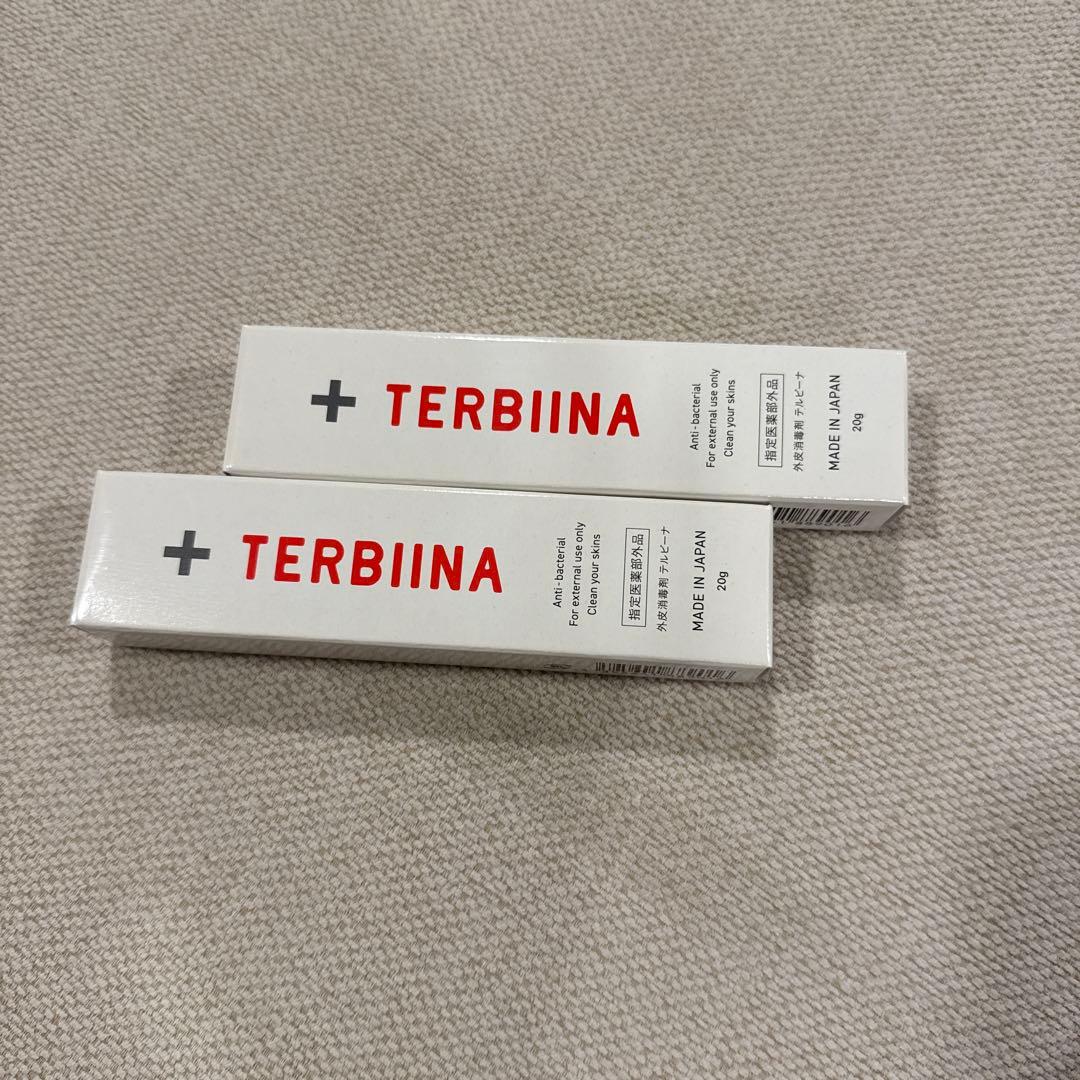 + TERBIINA
Anti-bacterial
For external use only
Clean your skins
指定医薬部外品
外皮消毒剤 テルビーナ
MADE IN JAPAN
20g
+ TERBIINA
Anti-bacterial
For external use only
Clean your skins
指定医薬部外品
外皮消毒剤 テルビーナ
MADE IN JAPAN
20g